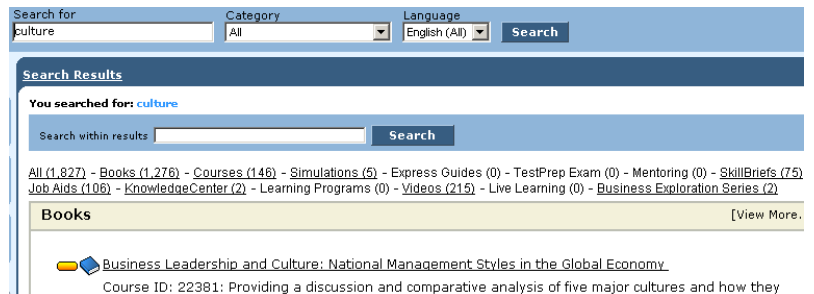 Search for Category Language
culture All English (All) Search
Search Results
You searched for: culture
Search within results Search
All (1,827) - Books (1,276) - Courses (146) - Simulations (5) - Express Guides (0) - TestPrep Exam (0) - Mentoring (0) - SkillBriefs (75)
Job Aids (106) - KnowledgeCenter (2) - Learning Programs (0) - Videos (215) - Live Learning (0) - Business Exploration Series (2)
Books [View More.
Business Leadership and Culture: National Management Styles in the Global Economy
Course ID: 22381: Providing a discussion and comparative analysis of five major cultures and how they